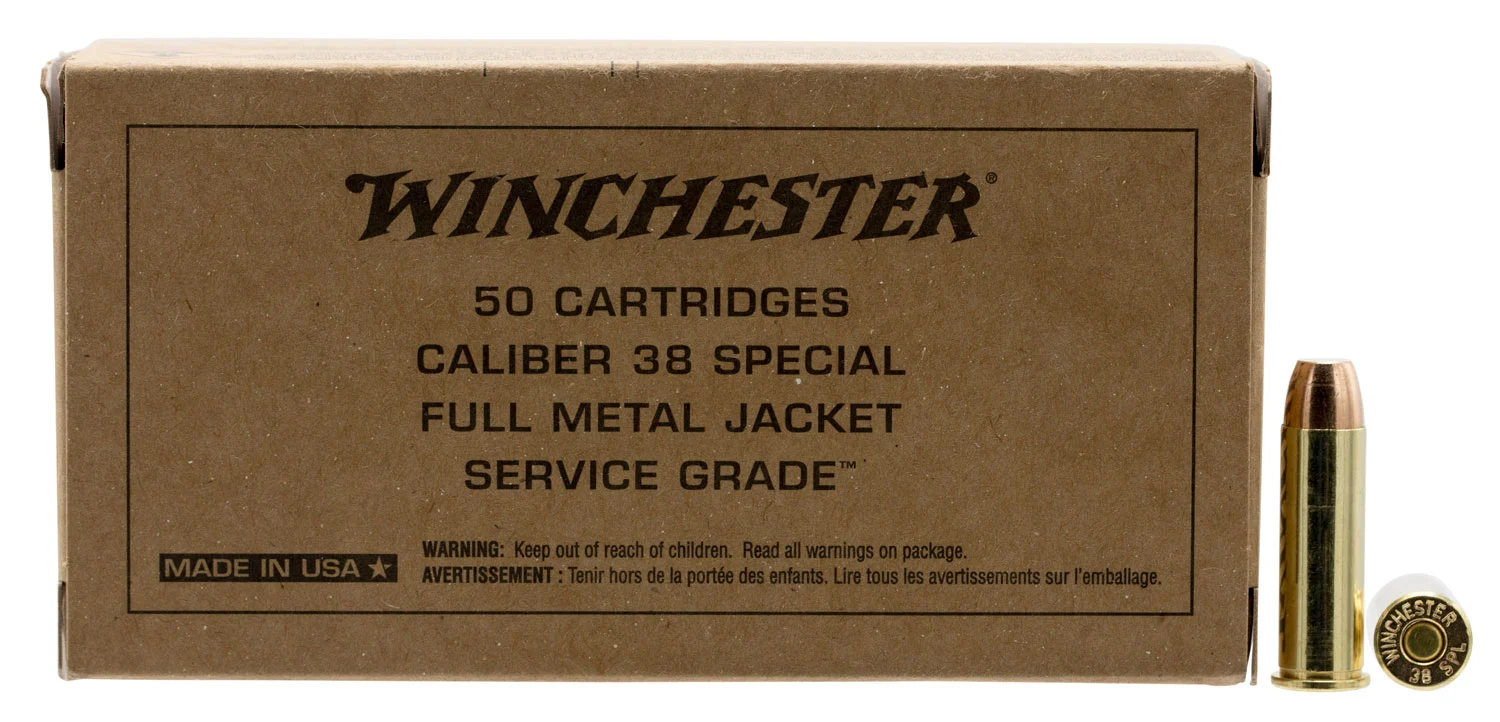 WINCHESTER®
50 CARTRIDGES
CALIBER 38 SPECIAL
FULL METAL JACKET
SERVICE GRADE™
MADE IN USA ★
WARNING: Keep out of reach of children. Read all warnings on package.
AVERTISSEMENT : Tenir hors de la portée des enfants. Lire tous les avertissements sur l'emballage.
WINCHESTER
38 SPL